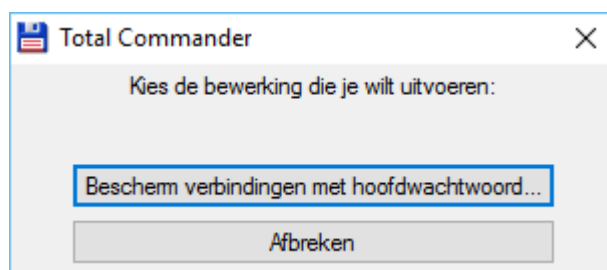 Total Commander
Kies de bewerking die je wilt uitvoeren:
Bescherm verbindingen met hoofdwachtwoord...
Afbreken